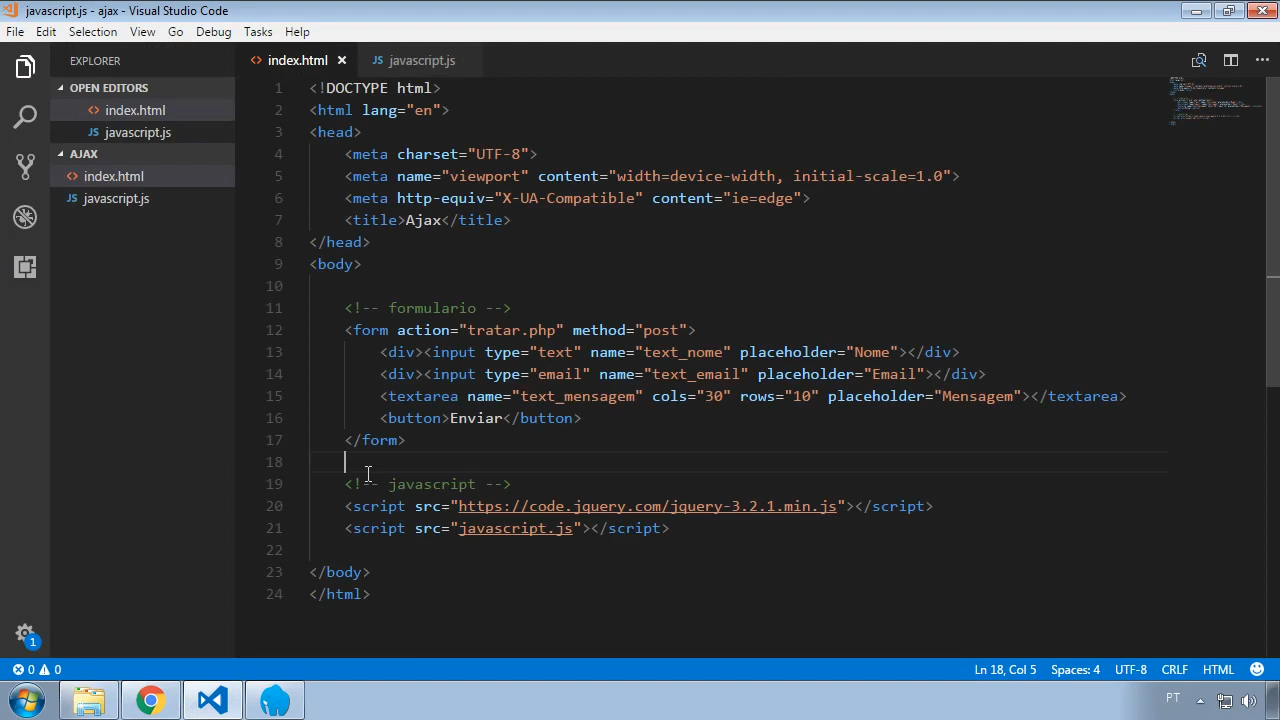 javascript.js - ajax - Visual Studio Code
File Edit Selection View Go Debug Tasks Help
EXPLORER
OPEN EDITORS
index.html
javascript.js
AJAX
index.html
javascript.js
index.html
JS javascript.js
1 <!DOCTYPE html>
2 <html lang="en">
3 <head>
4 <meta charset="UTF-8">
5 <meta name="viewport" content="width=device-width, initial-scale=1.0">
6 <meta http-equiv="X-UA-Compatible" content="ie=edge">
7 <title>Ajax</title>
8 </head>
9 <body>
10
11 <!-- formulario -->
12 <form action="tratar.php" method="post">
13 <div><input type="text" name="text_nome" placeholder="Nome"></div>
14 <div><input type="email" name="text_email" placeholder="Email"></div>
15 <textarea name="text_mensagem" cols="30" rows="10" placeholder="Mensagem"></textarea>
16 <button>Enviar</button>
17 </form>
18
19 <!-- javascript -->
20 <script src="https://code.jquery.com/jquery-3.2.1.min.js"></script>
21 <script src="javascript.js"></script>
22
23 </body>
24 </html>
1
0 0 Ln 18, Col 5 Spaces: 4 UTF-8 CRLF HTML
PT